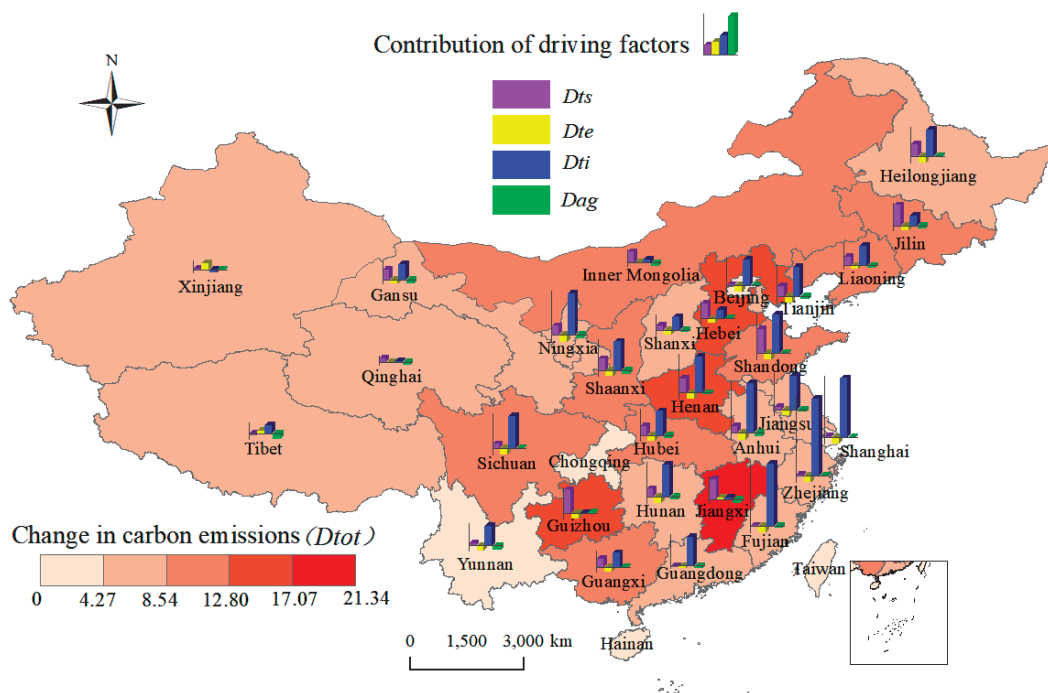 Contribution of driving factors
N
Dts
Dte
Dti
Dag
Heilongjiang
Jilin
Liaoning
Inner Mongolia
Xinjiang
Gansu
Beijing
Tianjin
Hebei
Shanxi
Ningxia
Shandong
Qinghai
Shaanxi
Henan
Jiangsu
Tibet
Sichuan
Chongqing
Hubei
Anhui
Shanghai
Zhejiang
Hunan
Jiangxi
Guizhou
Fujian
Yunnan
Guangxi
Guangdong
Taiwan
Hainan
Change in carbon emissions (Dtot)
0 4.27 8.54 12.80 17.07 21.34
0 1,500 3,000 km